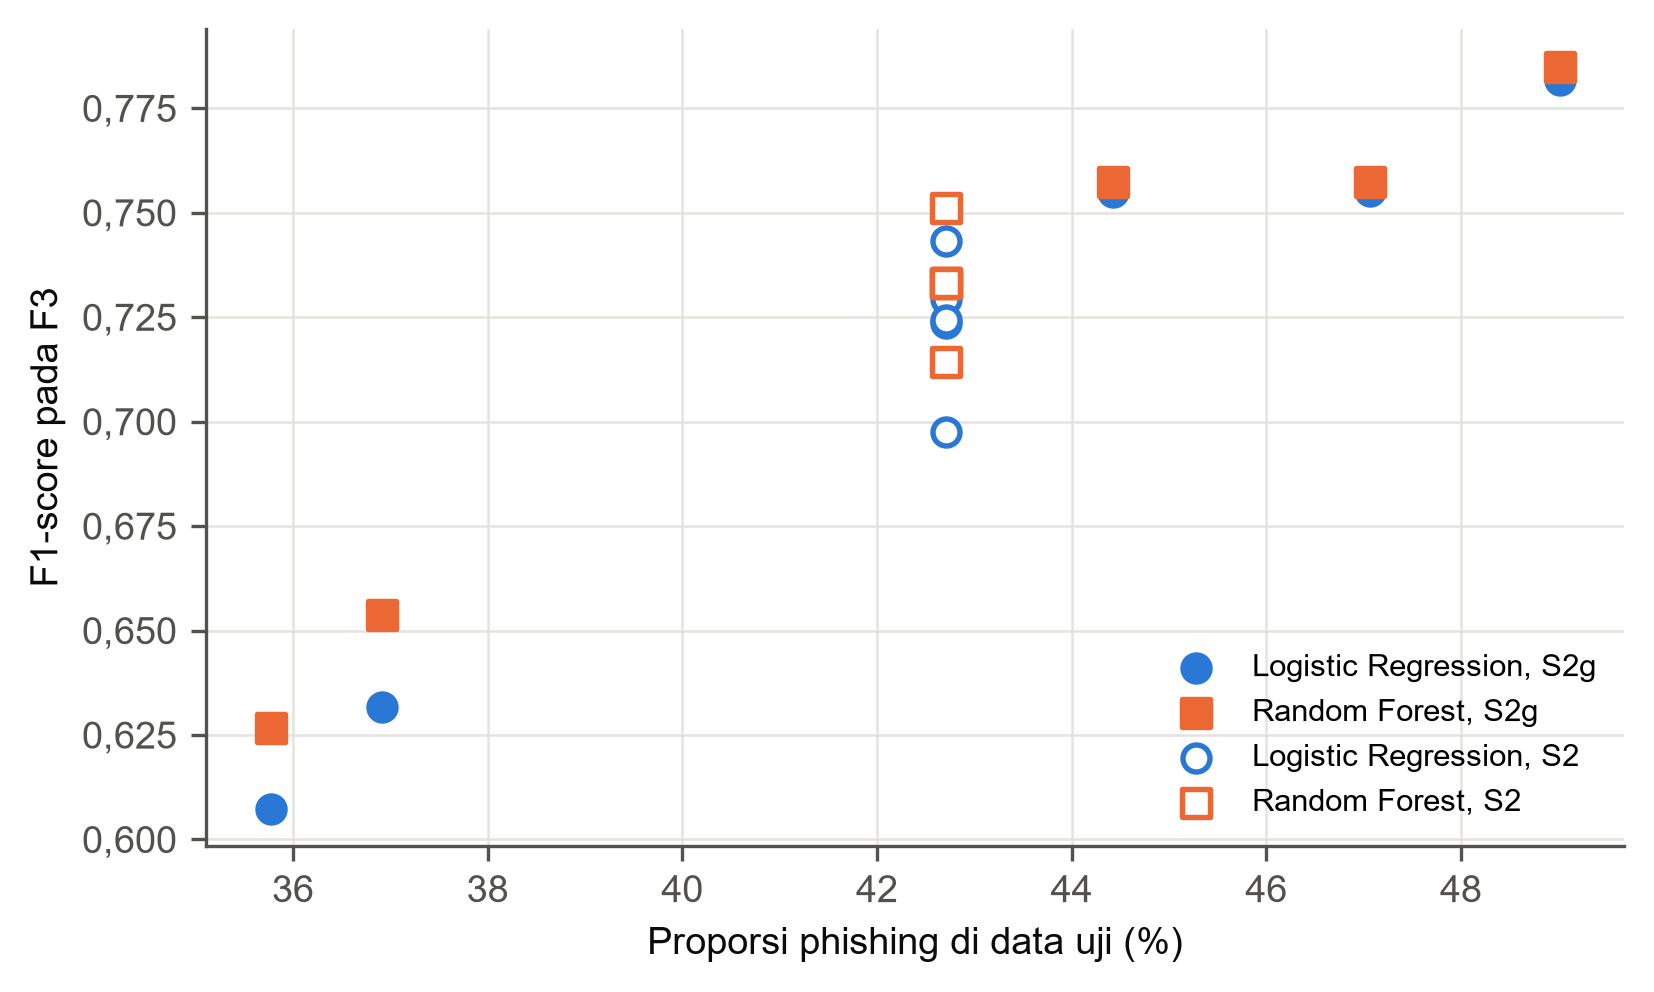 F1-score pada F3
0,775
0,750
0,725
0,700
0,675
0,650
0,625
0,600
36 38 40 42 44 46 48
Proporsi phishing di data uji (%)
Logistic Regression, S2g
Random Forest, S2g
Logistic Regression, S2
Random Forest, S2